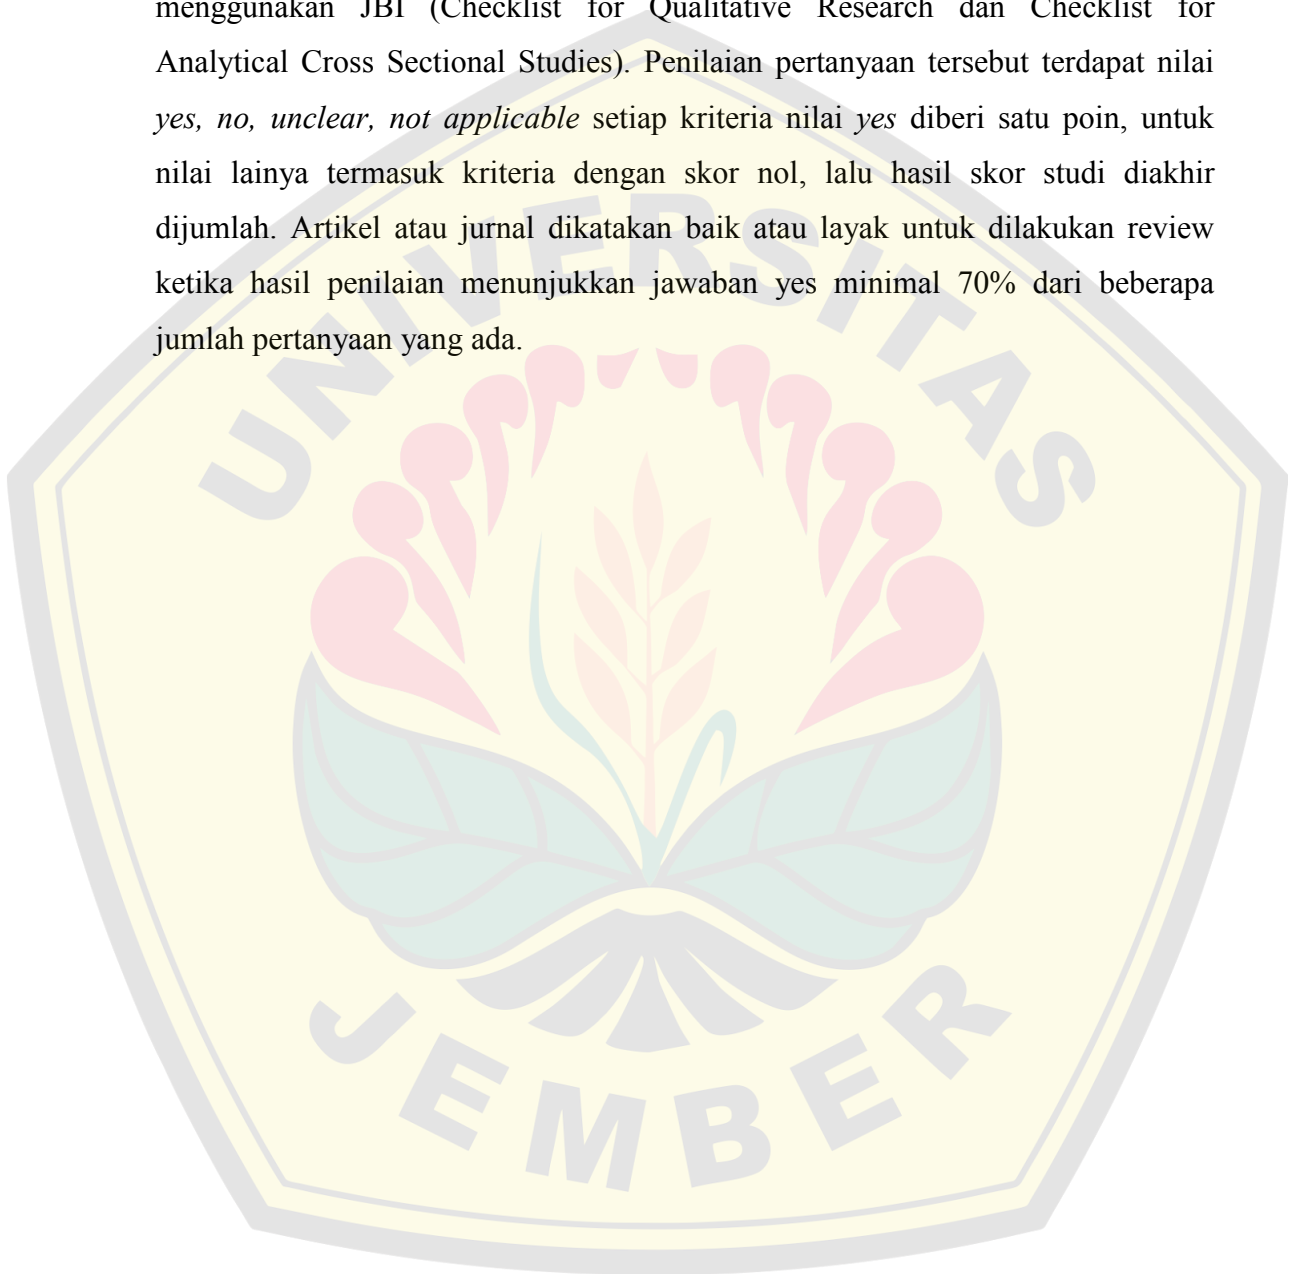 menggunakan JBI (Checklist for Qualitative Research dan Checklist for
Analytical Cross Sectional Studies). Penilaian pertanyaan tersebut terdapat nilai
yes, no, unclear, not applicable setiap kriteria nilai yes diberi satu poin, untuk
nilai lainya termasuk kriteria dengan skor nol, lalu hasil skor studi diakhir
dijumlah. Artikel atau jurnal dikatakan baik atau layak untuk dilakukan review
ketika hasil penilaian menunjukkan jawaban yes minimal 70% dari beberapa
jumlah pertanyaan yang ada.
UNIVERSITAS
JEMBER